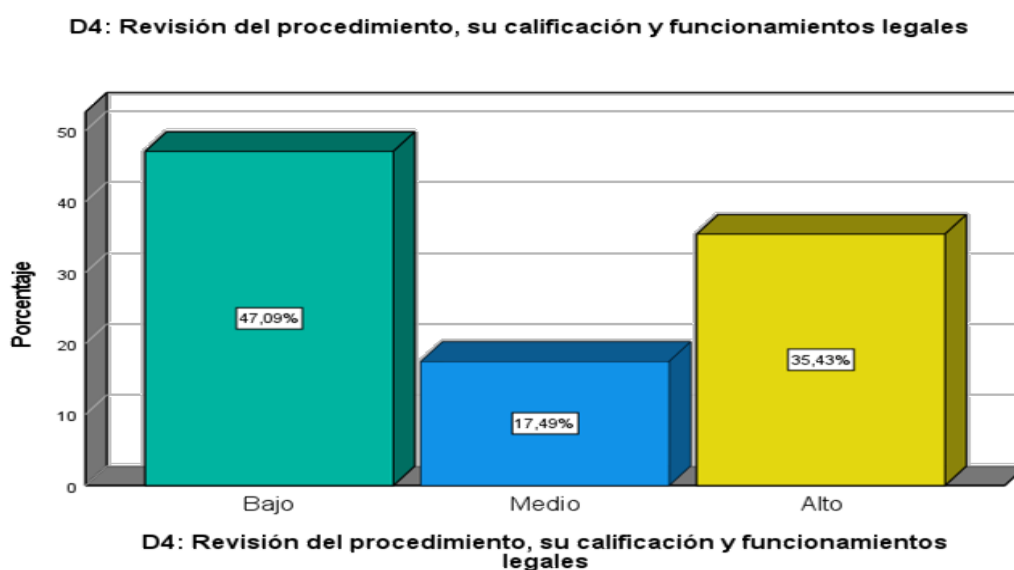 D4: Revisión del procedimiento, su calificación y funcionamientos legales
Porcentaje
50
40
30
20
10
0
47,09%
17,49%
35,43%
Bajo
Medio
Alto
D4: Revisión del procedimiento, su calificación y funcionamientos
legales